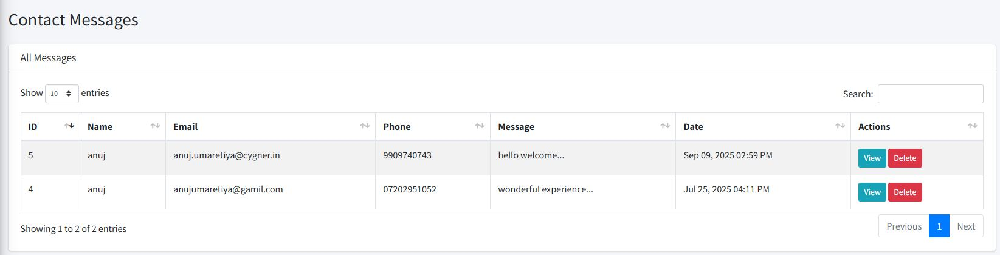 Contact Messages
All Messages
Show 10 entries
Search:
ID Name Email Phone Message Date Actions
5 anuj anuj.umaretiya@cygner.in 9909740743 hello welcome... Sep 09, 2025 02:59 PM View Delete
4 anuj anujumaretiya@gamil.com 07202951052 wonderful experience... Jul 25, 2025 04:11 PM View Delete
Showing 1 to 2 of 2 entries
Previous 1 Next